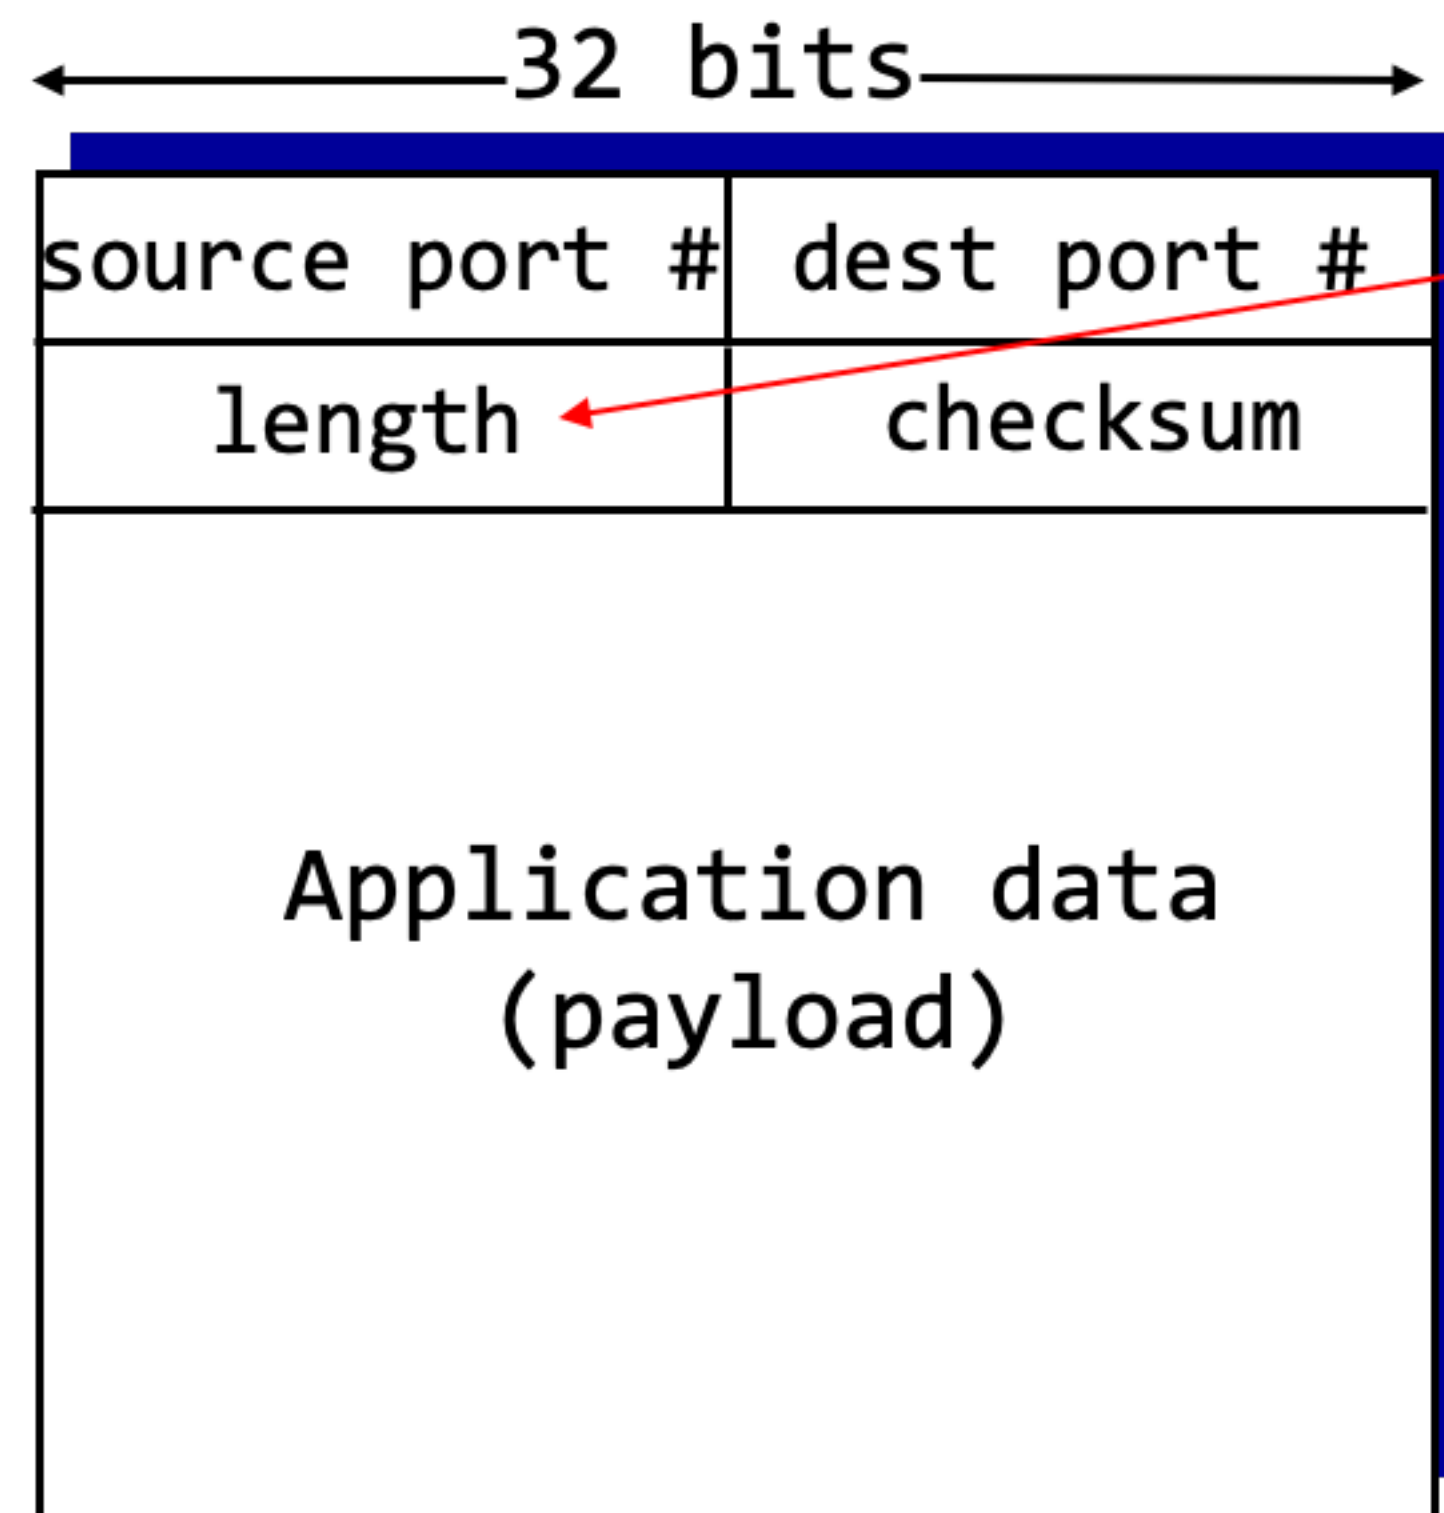 32 bits
source port # dest port #
length checksum
Application data
(payload)